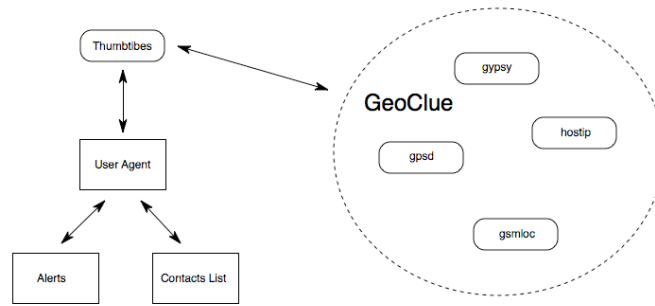 Thumbtibes
gypsy
GeoClue
hostip
gpsd
User Agent
gsmloc
Alerts
Contacts List